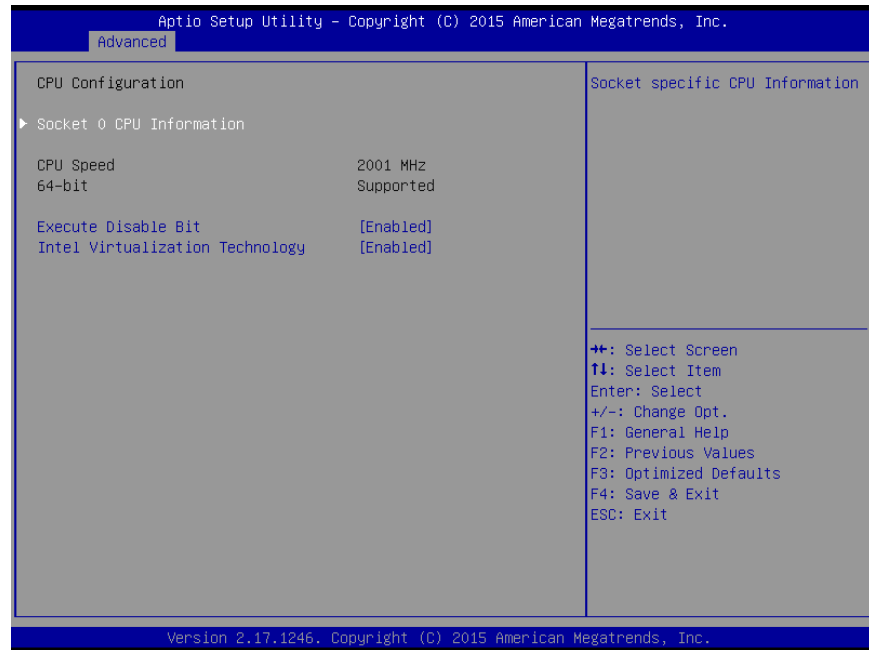 Aptio Setup Utility – Copyright (C) 2015 American Megatrends, Inc.
Advanced
CPU Configuration
Socket 0 CPU Information
CPU Speed 2001 MHz
64-bit Supported
Execute Disable Bit [Enabled]
Intel Virtualization Technology [Enabled]
Socket specific CPU Information
→←: Select Screen
↑↓: Select Item
Enter: Select
+/-: Change Opt.
F1: General Help
F2: Previous Values
F3: Optimized Defaults
F4: Save & Exit
ESC: Exit
Version 2.17.1246. Copyright (C) 2015 American Megatrends, Inc.